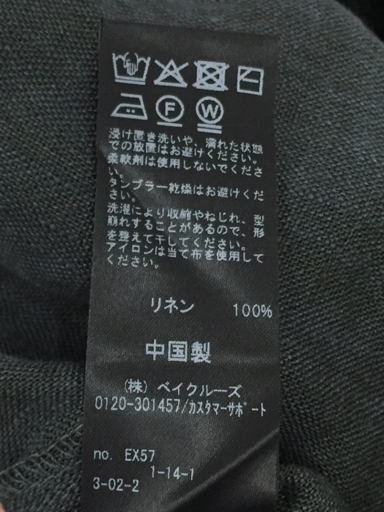 F W
浸け置き洗いや、濡れた状態
での放置はお避けください。
柔軟剤は使用しないでくださ
い。
タンブラー乾燥はお避けくだ
さい。
洗濯により収縮やねじれ、型
崩れすることがあるので、形
を整えて干してください。
アイロンは当て布を使用して
ください。
リネン 100%
中国製
(株) ベイクルーズ
0120-301457/カスタマーサポート
no. EX57
1-14-1
3-02-2